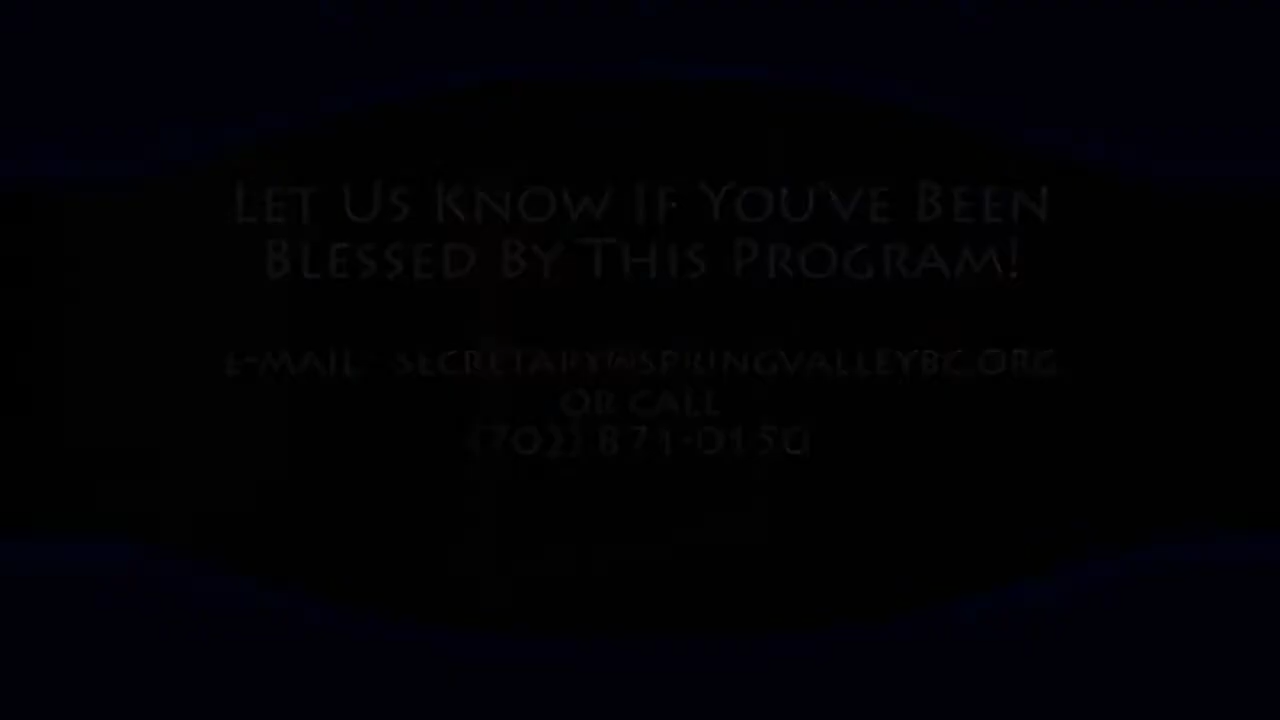 Let Us Know If You've Been
Blessed By This Program!
E-mail - secretary@springvalleybc.org
or call
(702) 871-0150